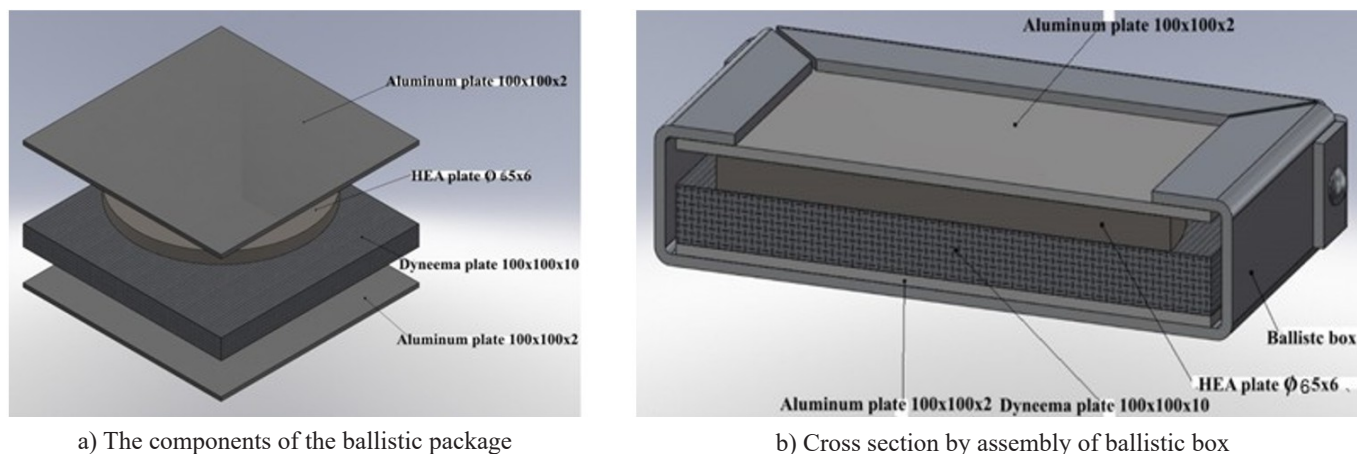 Aluminum plate 100x100x2
HEA plate Ø 65x6
Dyneema plate 100x100x10
Aluminum plate 100x100x2
a) The components of the ballistic package
Aluminum plate 100x100x2
Ballistc box
HEA plate Ø65x6
Aluminum plate 100x100x2 Dyneema plate 100x100x10
b) Cross section by assembly of ballistic box